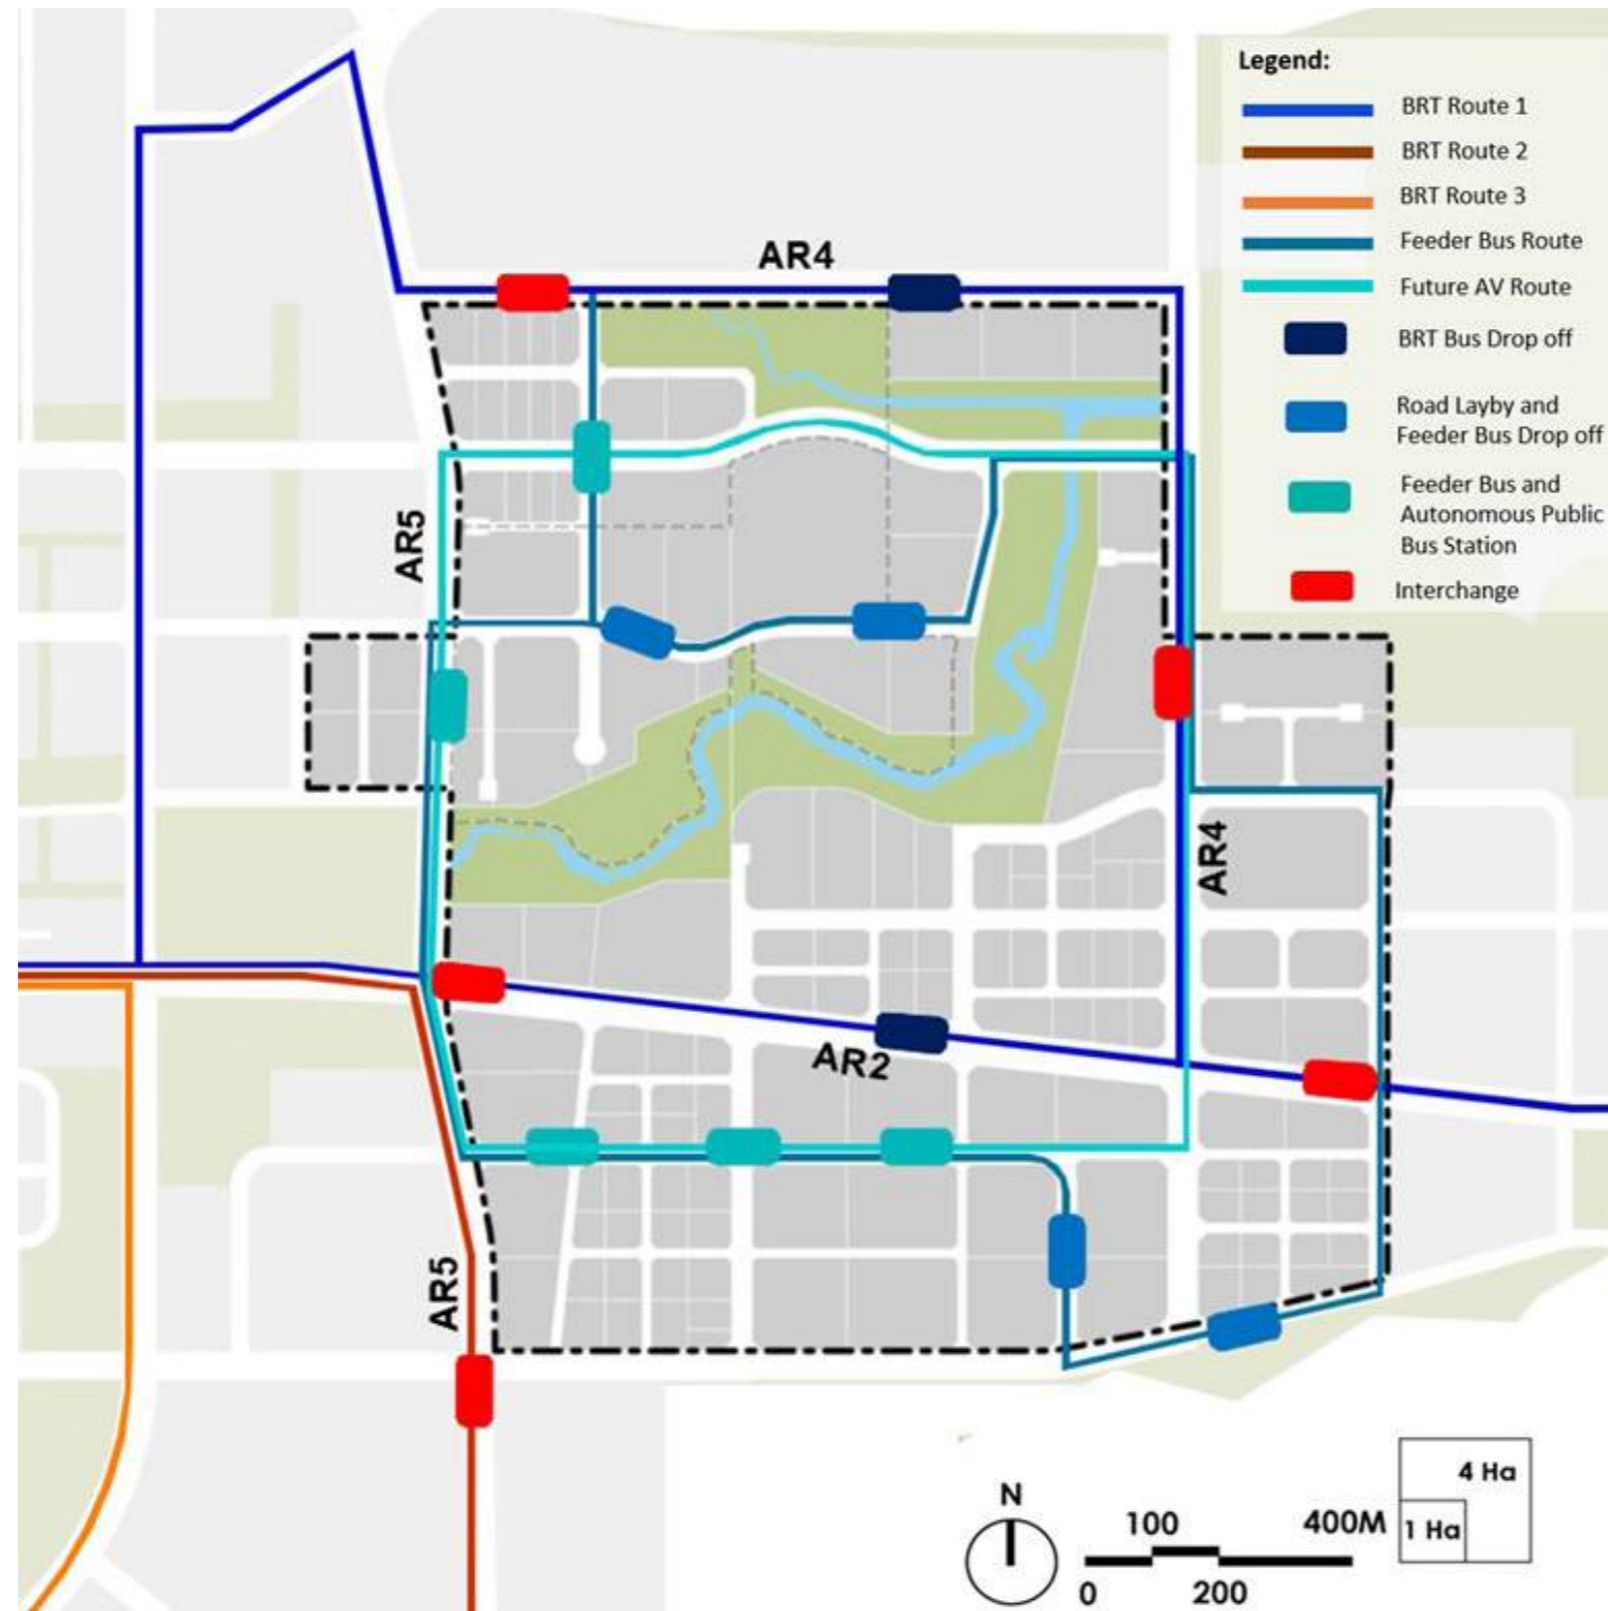 Legend:
BRT Route 1
BRT Route 2
BRT Route 3
Feeder Bus Route
Future AV Route
BRT Bus Drop off
Road Layby and
Feeder Bus Drop off
Feeder Bus and
Autonomous Public
Bus Station
Interchange
AR4
AR5
AR4
AR2
AR5
N
100
400M
0
200
4 Ha
1 Ha